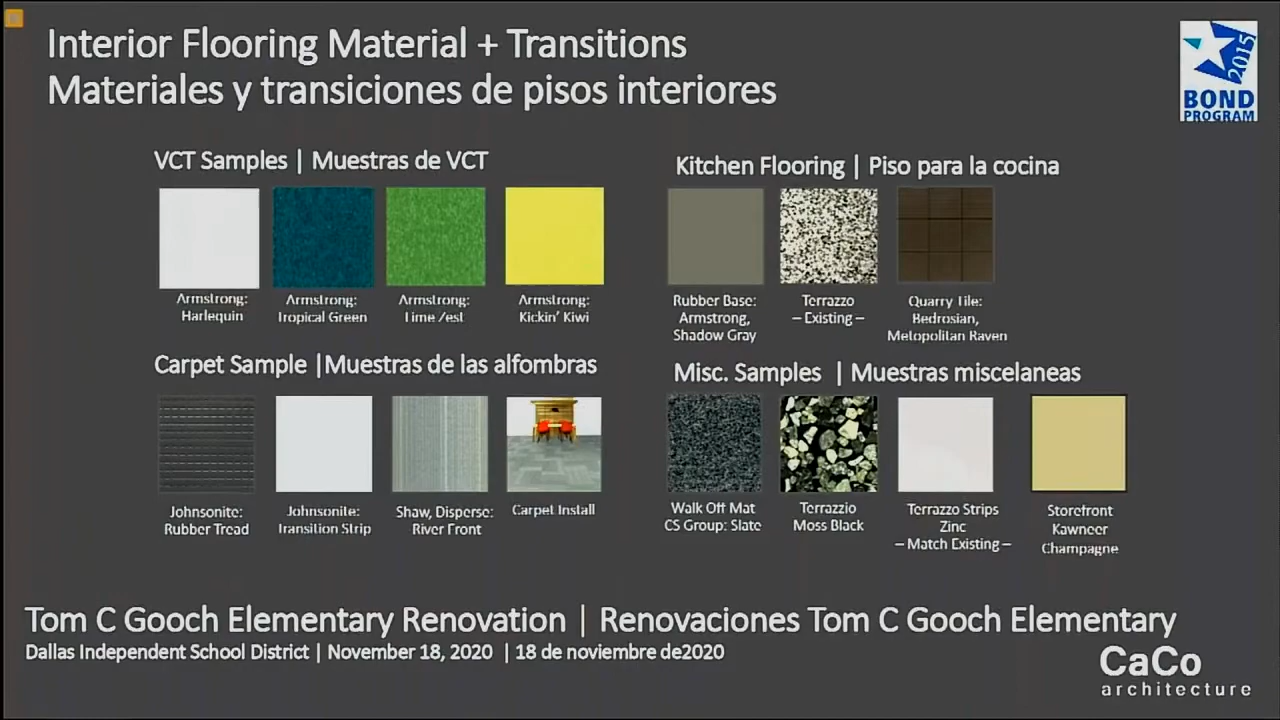 Interior Flooring Material + Transitions
Materiales y transiciones de pisos interiores
2015
BOND
PROGRAM
VCT Samples | Muestras de VCT
Armstrong:
Harlequin
Armstrong:
Tropical Green
Armstrong:
Lime Zest
Armstrong:
Kickin' Kiwi
Kitchen Flooring | Piso para la cocina
Rubber Base:
Armstrong,
Shadow Gray
Terrazzo
– Existing –
Quarry Tile:
Bedrosian,
Metopolitan Raven
Carpet Sample |Muestras de las alfombras
Johnsonite:
Rubber Tread
Johnsonite:
Transition Strip
Shaw, Disperse:
River Front
Carpet Install
Misc. Samples | Muestras miscelaneas
Walk Off Mat
CS Group: Slate
Terrazzio
Moss Black
Terrazzo Strips
Zinc
– Match Existing –
Storefront
Kawneer
Champagne
Tom C Gooch Elementary Renovation | Renovaciones Tom C Gooch Elementary
Dallas Independent School District | November 18, 2020 | 18 de noviembre de2020
CaCo
architecture